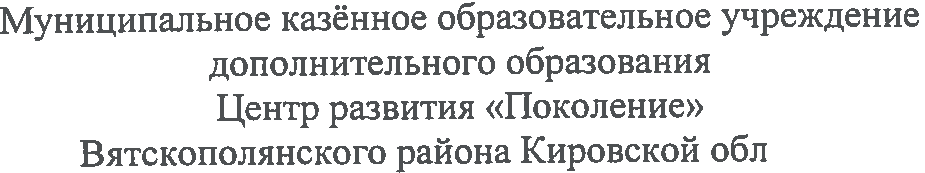 Муниципальное казённое образовательное учреждение
дополнительного образования
Центр развития «Поколение»
Вятскополянского района Кировской обл